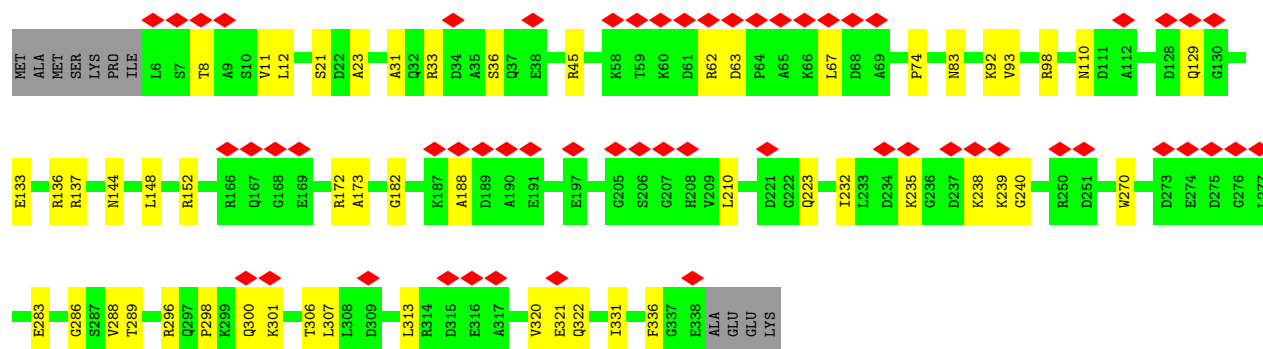 MET ALA MET SER LYS PRO ILE L6 S7 T8 A9 S10 V11 L12 S21 D22 A23 A31 Q32 R33 D34 A35 S36 Q37 E38 R45 K58 T59 K60 D61 R62 D63 P64 A65 K66 L67 D68 A69 P74 N83 K92 V93 R98 N110 D111 A112 D128 Q129 G130
E133 R136 R137 N144 L148 R152 R166 Q167 G168 E169 R172 A173 G182 K187 A188 D189 A190 E191 E197 G205 S206 G207 H208 V209 L210 D221 G222 Q223 I232 L233 D234 K235 G236 D237 K238 K239 G240 R250 D251 W270 D273 E274 D275 G276 L277
E283 G286 S287 V288 T289 R296 Q297 P298 K299 Q300 K301 T306 L307 L308 D309 L313 R314 D315 E316 A317 V320 E321 Q322 I331 F336 G337 E338 ALA GLU GLU LYS